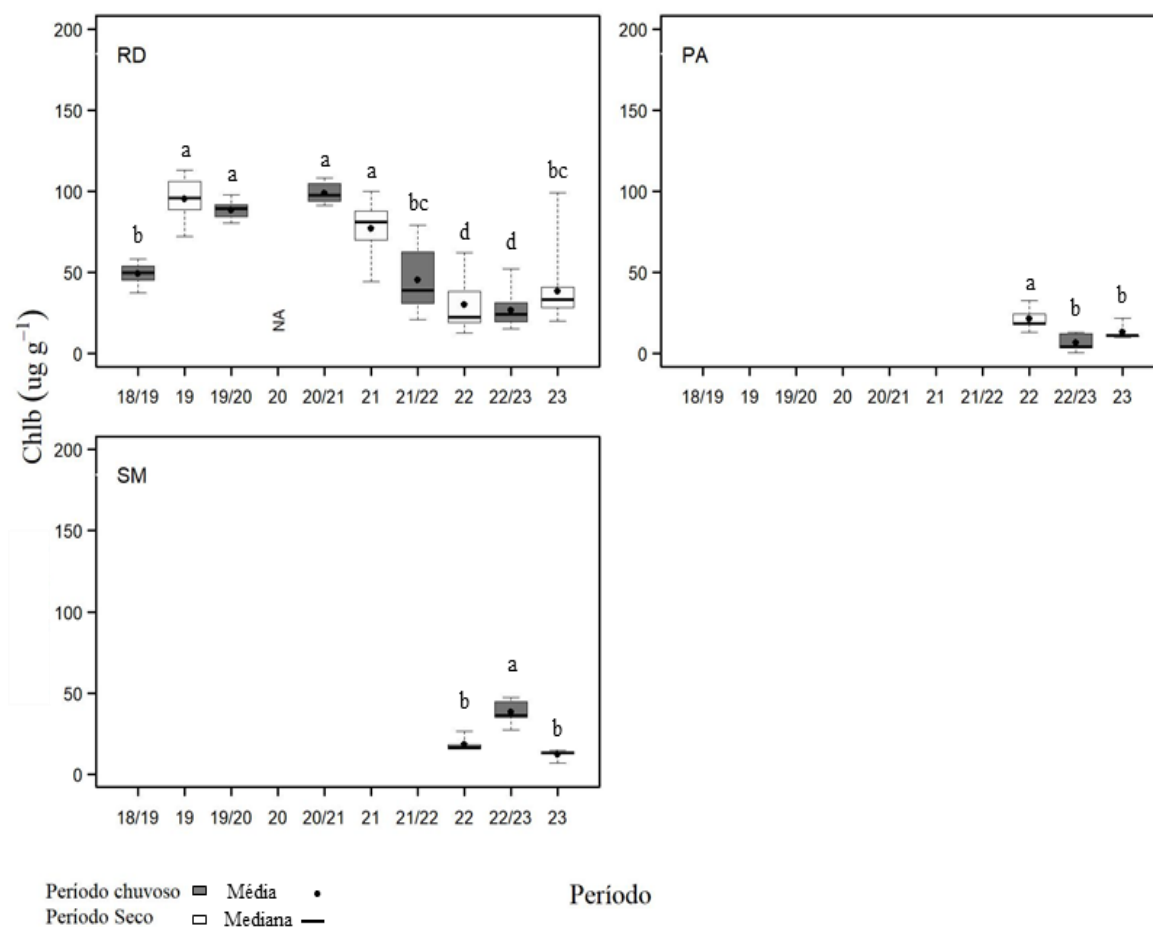 200
150
100
50
0
RD
b
a
a
NA
a
a
bc
d
d
bc
18/19 19 19/20 20 20/21 21 21/22 22 22/23 23
200
150
100
50
0
PA
a
b
b
18/19 19 19/20 20 20/21 21 21/22 22 22/23 23
Chlb (ug g⁻¹)
200
150
100
50
0
SM
b
a
b
18/19 19 19/20 20 20/21 21 21/22 22 22/23 23
Período
Período chuvoso Média
Período Seco Mediana